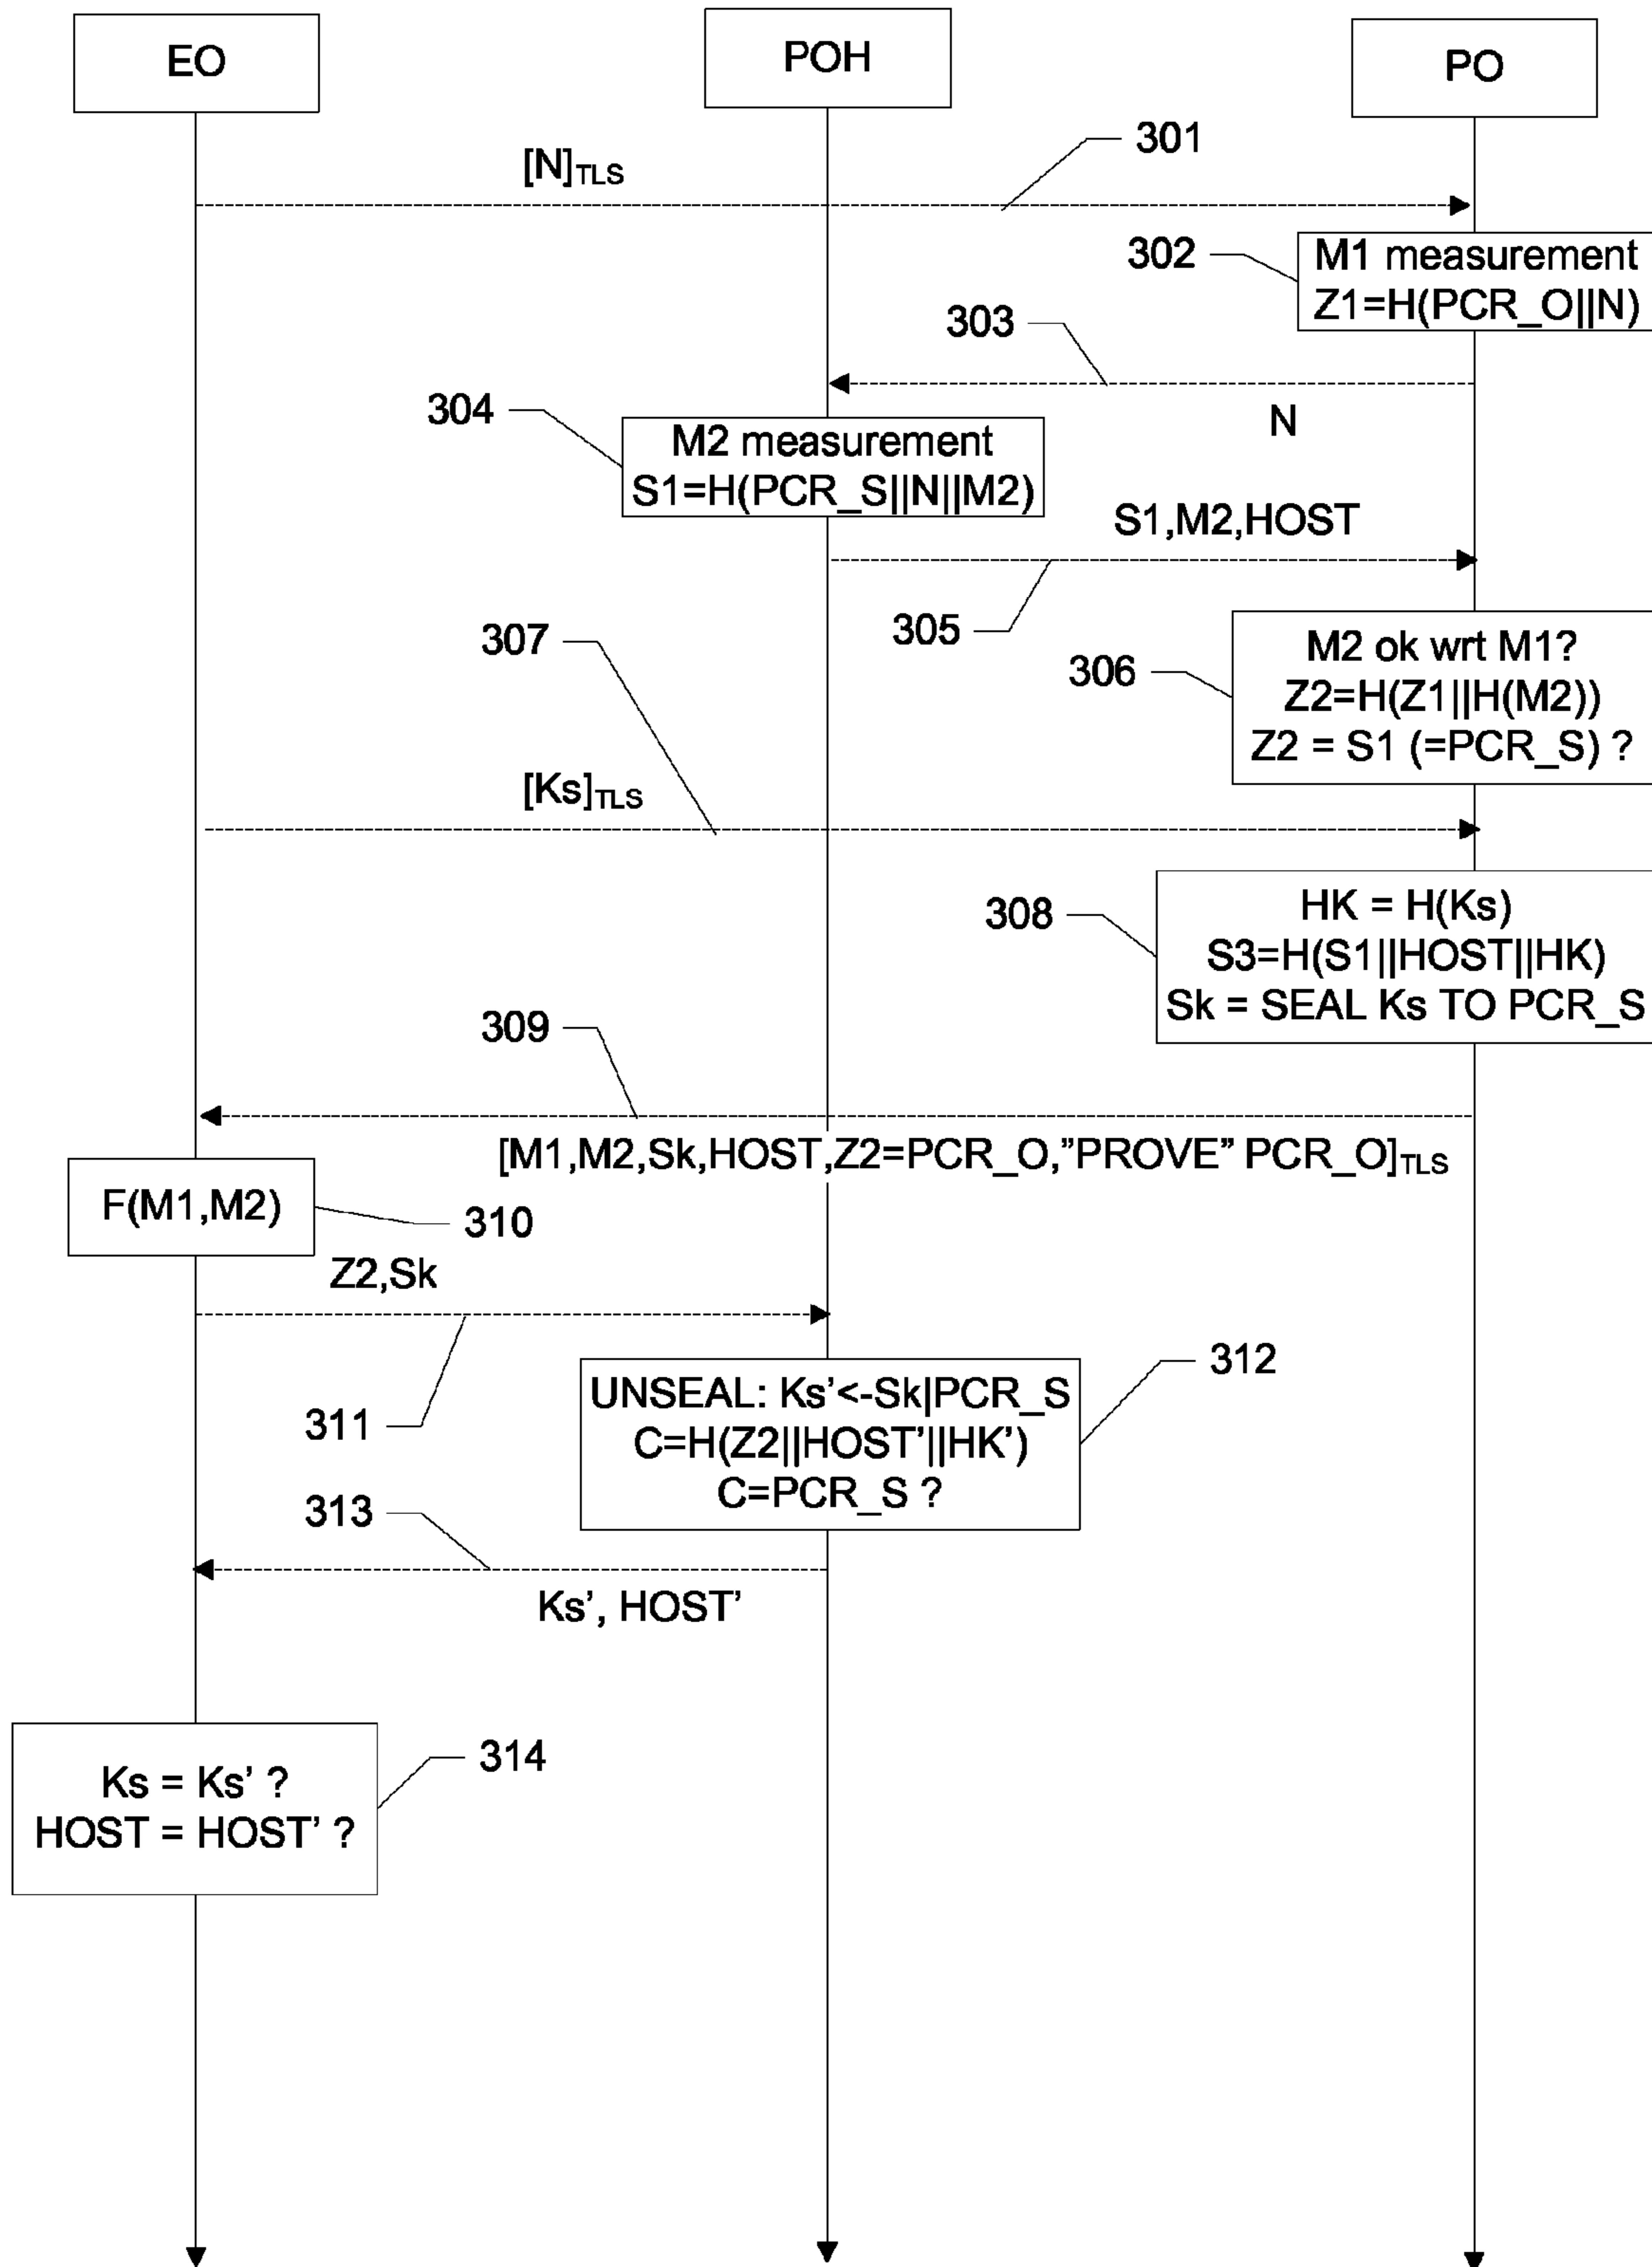 EO
POH
PO
301
[N]TLS
302
M1 measurement
Z1=H(PCR_O||N)
303
N
304
M2 measurement
S1=H(PCR_S||N||M2)
S1,M2,HOST
305
307
306
M2 ok wrt M1?
Z2=H(Z1||H(M2))
Z2 = S1 (=PCR_S) ?
[Ks]TLS
308
HK = H(Ks)
S3=H(S1||HOST||HK)
Sk = SEAL Ks TO PCR_S
309
[M1,M2,Sk,HOST,Z2=PCR_O,”PROVE” PCR_O]TLS
F(M1,M2)
310
Z2,Sk
311
312
UNSEAL: Ks’<-Sk|PCR_S
C=H(Z2||HOST’||HK’)
C=PCR_S ?
313
Ks’, HOST’
314
Ks = Ks’ ?
HOST = HOST’ ?